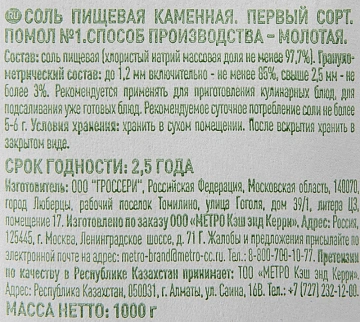 СОЛЬ ПИЩЕВАЯ КАМЕННАЯ. ПЕРВЫЙ СОРТ.
ПОМОЛ №1.СПОСОБ ПРОИЗВОДСТВА – МОЛОТАЯ.
Состав: соль пищевая (хлористый натрий массовая доля не менее 97,7%). Грануло-
метрический состав: до 1,2 мм включительно - не менее 85%, свыше 2,5 мм - не
более 3%. Рекомендуется применять для приготовления кулинарных блюд, для
подсаливания уже готовых блюд. Рекомендуемое суточное потребление соли не более
5-6 г. Условия хранения: хранить в сухом помещении. После вскрытия хранить в
закрытом виде.
СРОК ГОДНОСТИ: 2,5 ГОДА
Изготовитель: ООО "ГРОССЕРИ", Российская Федерация, Московская область, 140070,
город Люберцы, рабочий поселок Томилино, улица Гоголя, дом 39/1, литера Ц3,
помещение 17. Изготовлено по заказу ООО «МЕТРО Кэш энд Керри». Адрес: Россия,
125445, г. Москва, Ленинградское шоссе, д. 71 Г. Жалобы и предложения присылайте по
электронной почте на адрес: metro-brand@metro-cc.ru. Тел.: 8-800-700-10-77. Претензии
по качеству в Республике Казахстан принимает: ТОО «МЕТРО Кэш энд Керри».
Адрес: Республика Казахстан, 050031, г. Алматы, ул. Саина, 16В. Тел.: +7 (727) 232-12-00.
МАССА НЕТТО: 1000 г